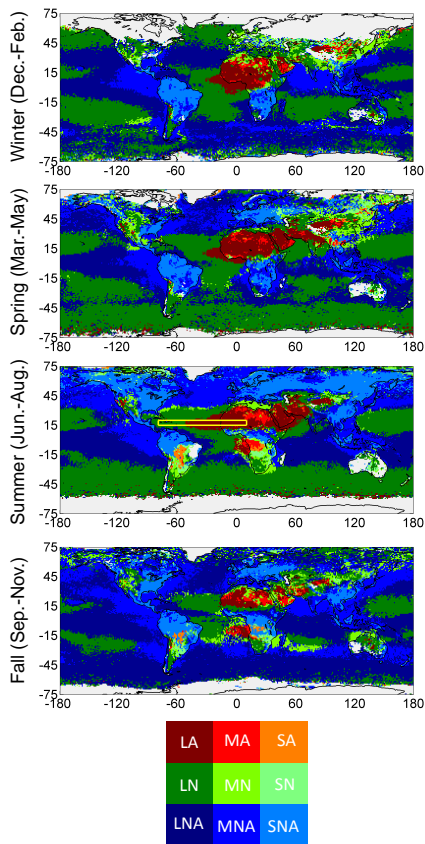 Winter (Dec.-Feb.)
75
45
15
-15
-45
-75
-180 -120 -60 0 60 120 180
Spring (Mar.-May)
75
45
15
-15
-45
-75
-180 -120 -60 0 60 120 180
Summer (Jun.-Aug.)
75
45
15
-15
-45
-75
-180 -120 -60 0 60 120 180
Fall (Sep.-Nov.)
75
45
15
-15
-45
-75
-180 -120 -60 0 60 120 180
LA MA SA
LN MN SN
LNA MNA SNA